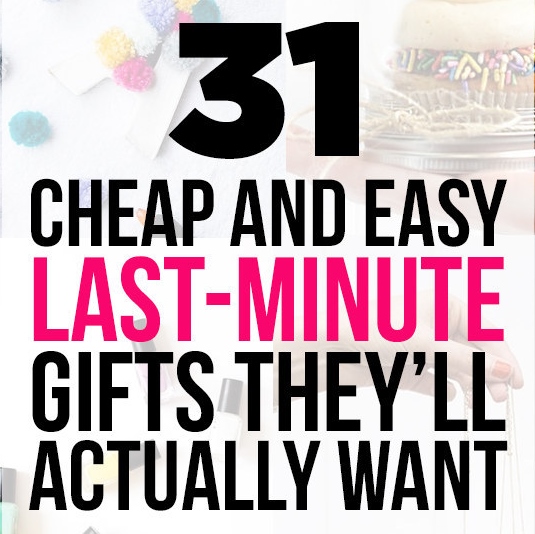 31
CHEAP AND EASY
LAST-MINUTE
GIFTS THEY'LL
ACTUALLY WANT